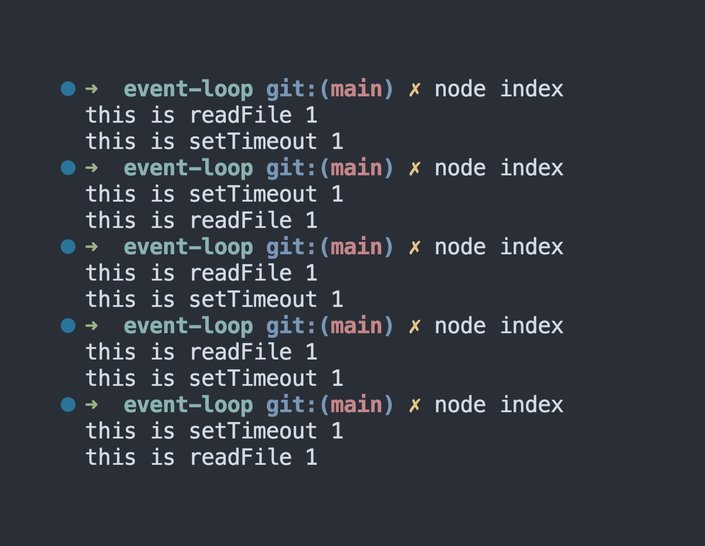 ➜ event-loop git:(main) ✗ node index
this is readFile 1
this is setTimeout 1
➜ event-loop git:(main) ✗ node index
this is setTimeout 1
this is readFile 1
➜ event-loop git:(main) ✗ node index
this is readFile 1
this is setTimeout 1
➜ event-loop git:(main) ✗ node index
this is readFile 1
this is setTimeout 1
➜ event-loop git:(main) ✗ node index
this is setTimeout 1
this is readFile 1